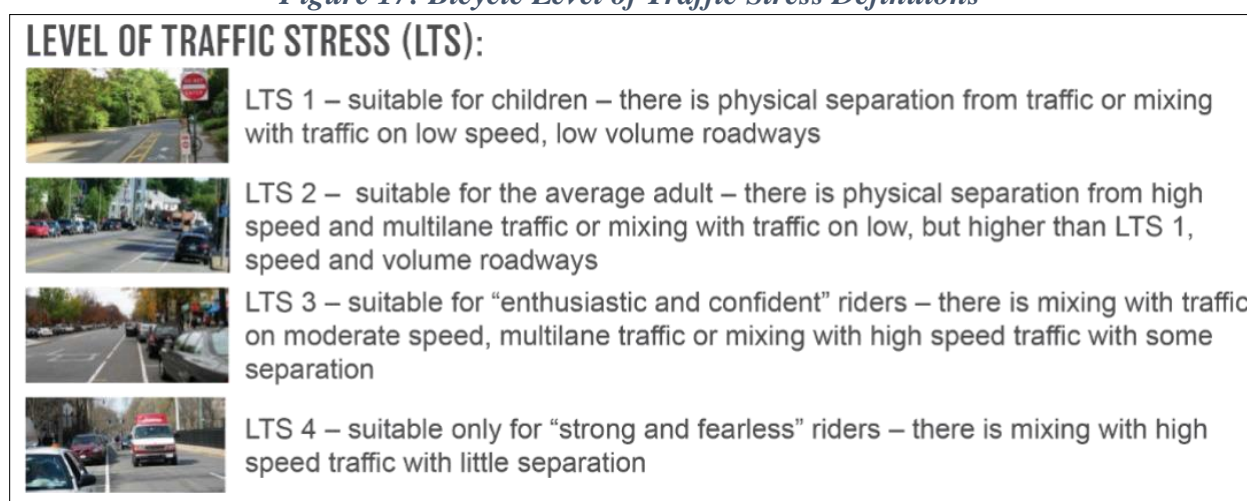 Figure 17: Bicycle Level of Traffic Stress Definitions
LEVEL OF TRAFFIC STRESS (LTS):
LTS 1 – suitable for children – there is physical separation from traffic or mixing
with traffic on low speed, low volume roadways
LTS 2 – suitable for the average adult – there is physical separation from high
speed and multilane traffic or mixing with traffic on low, but higher than LTS 1,
speed and volume roadways
LTS 3 – suitable for “enthusiastic and confident” riders – there is mixing with traffic
on moderate speed, multilane traffic or mixing with high speed traffic with some
separation
LTS 4 – suitable only for “strong and fearless” riders – there is mixing with high
speed traffic with little separation